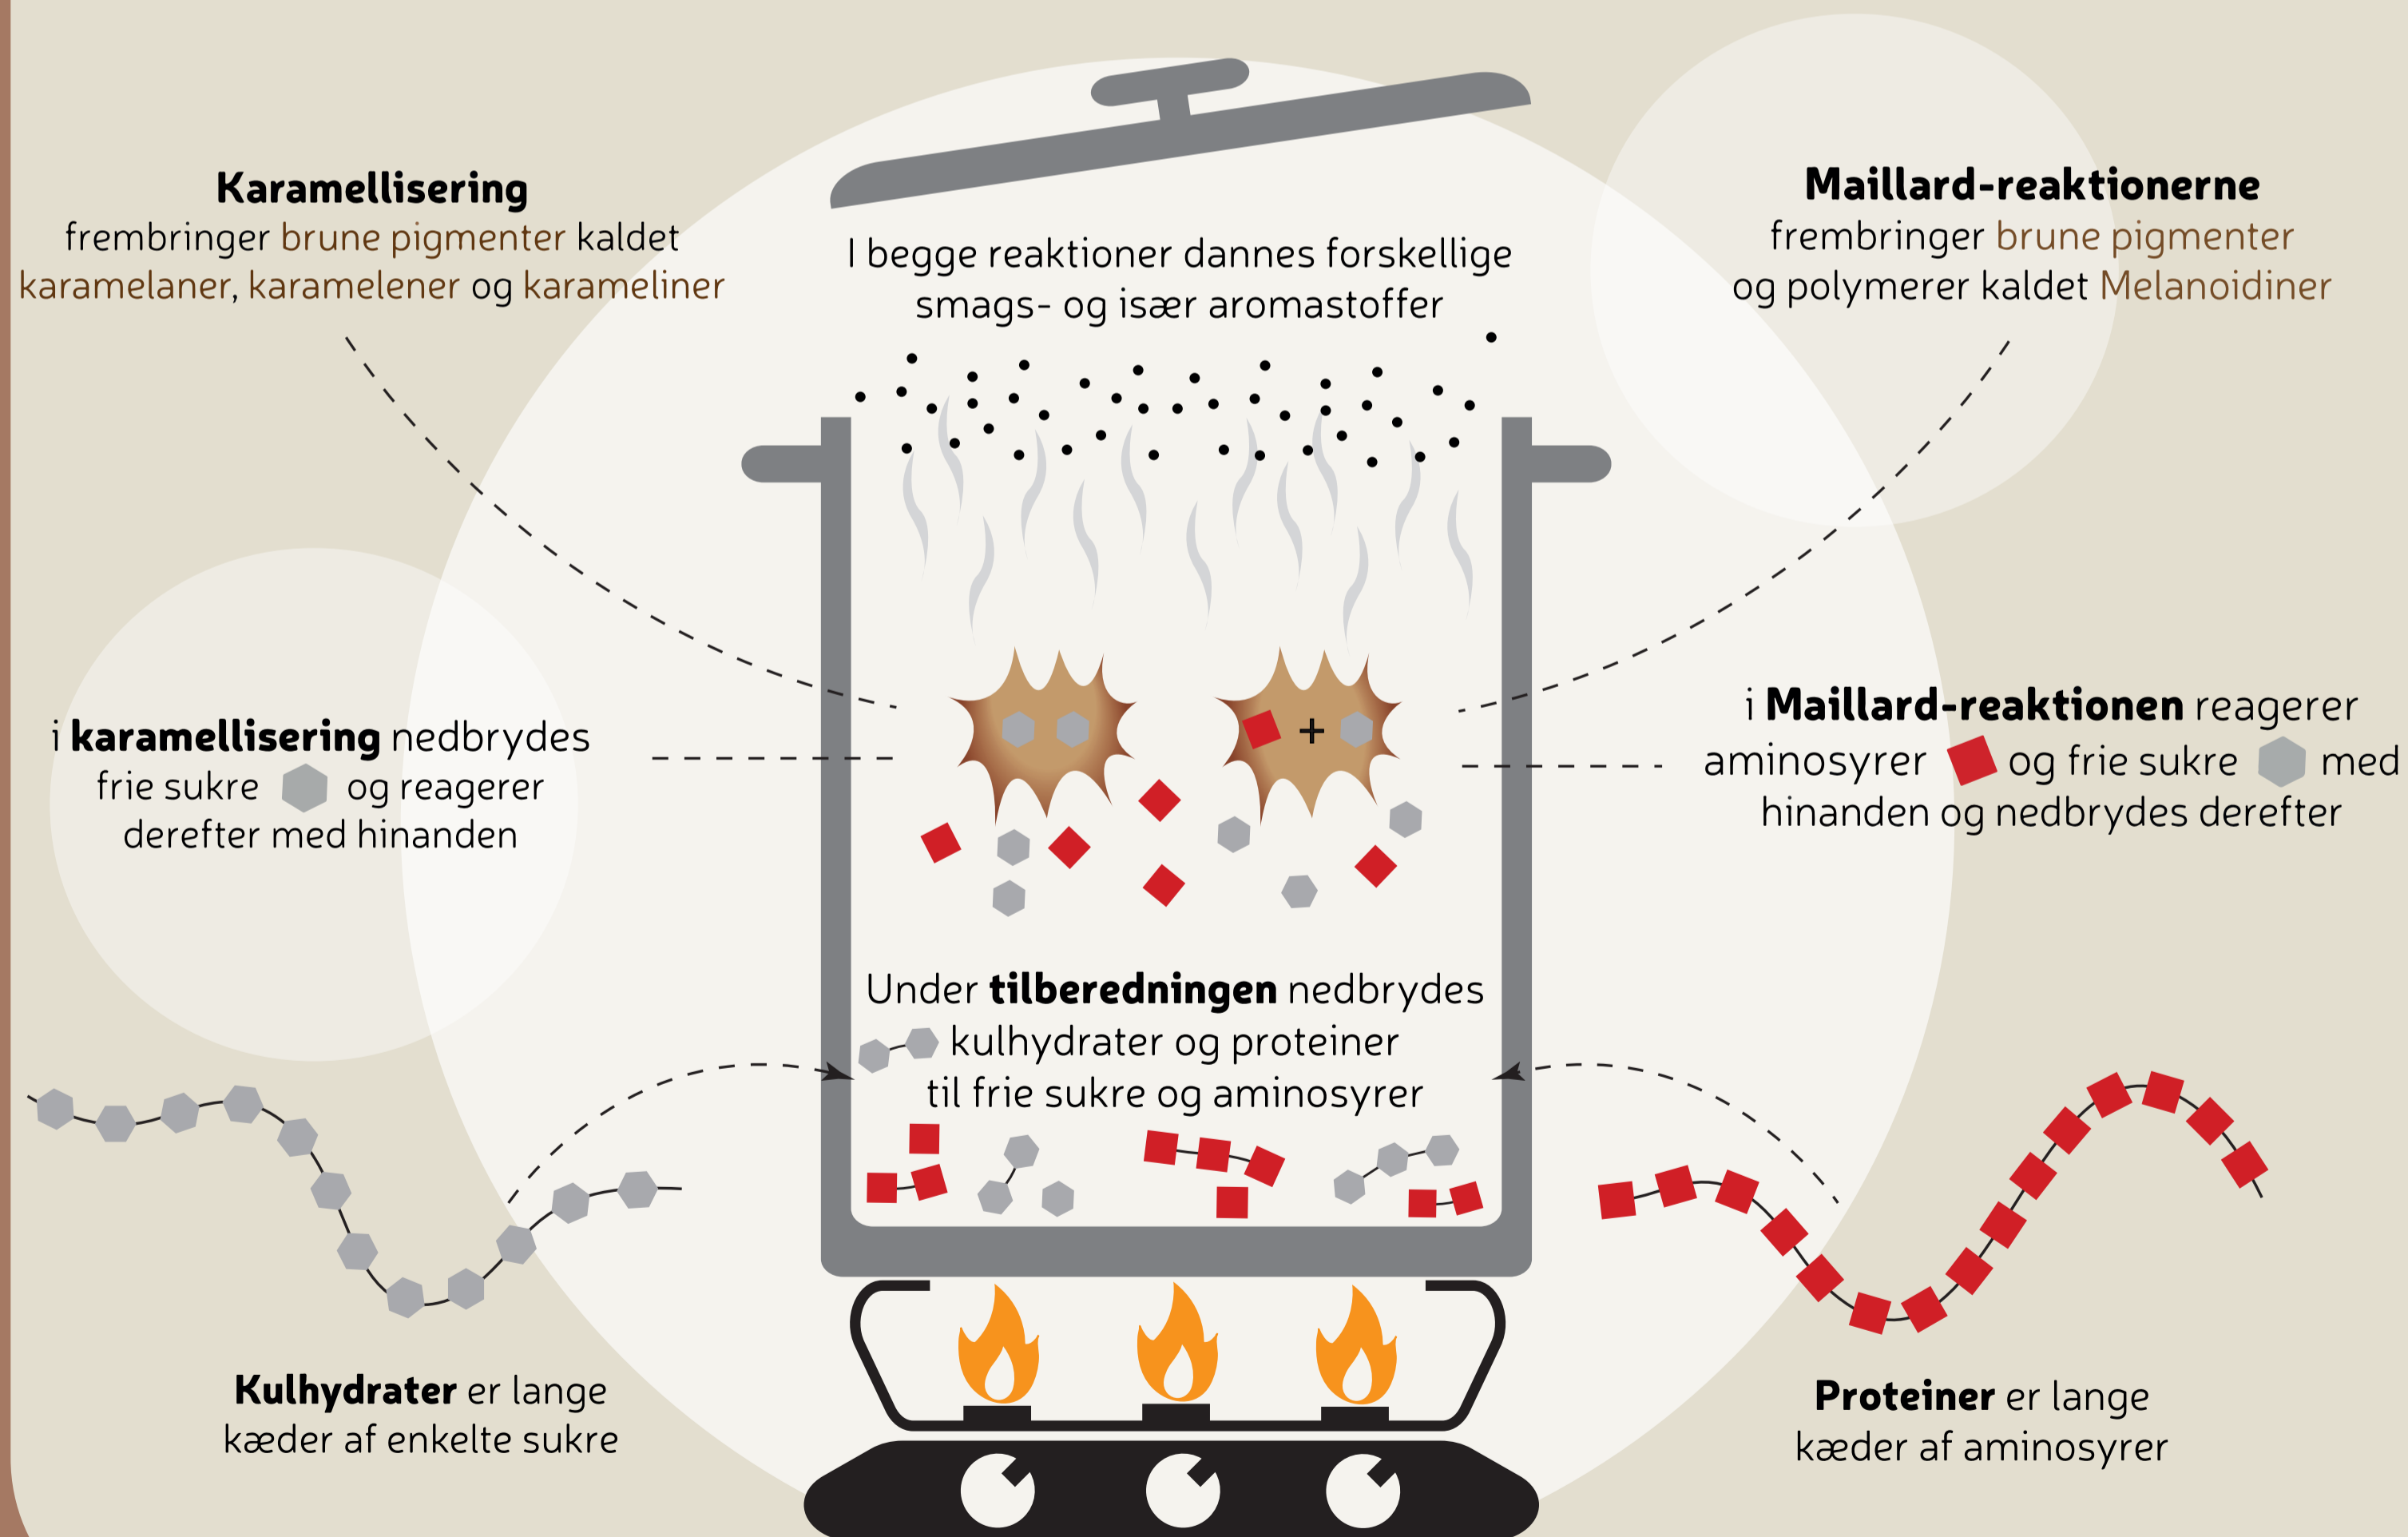 Karamellisering
frembringer brune pigmenter kaldet
karamelaner, karamelener og karameliner
I begge reaktioner dannes forskellige
smags- og især aromastoffer
Maillard-reaktionerne
frembringer brune pigmenter
og polymerer kaldet Melanoidiner
i karamellisering nedbrydes
frie sukre og reagerer
derefter med hinanden
+
i Maillard-reaktionen reagerer
aminosyrer og frie sukre med
hinanden og nedbrydes derefter
Under tilberedningen nedbrydes
kulhydrater og proteiner
til frie sukre og aminosyrer
Kulhydrater er lange
kæder af enkelte sukre
Proteiner er lange
kæder af aminosyrer